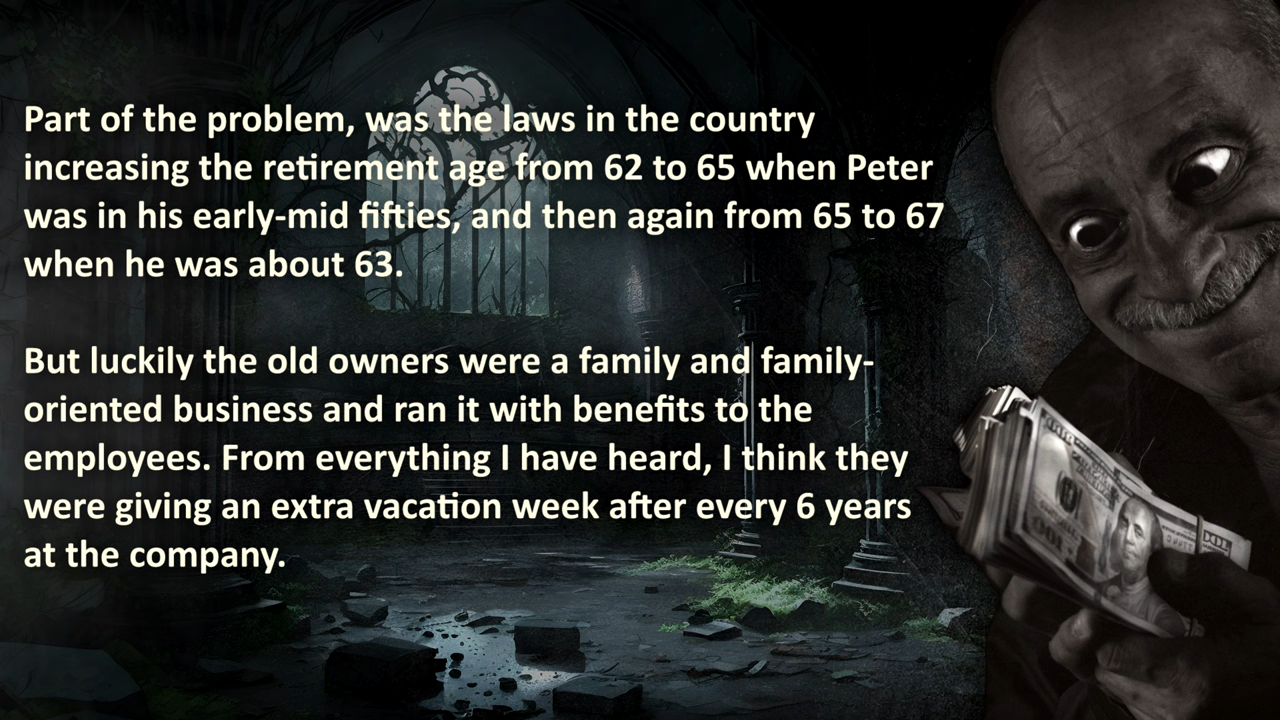 Part of the problem, was the laws in the country
increasing the retirement age from 62 to 65 when Peter
was in his early-mid fifties, and then again from 65 to 67
when he was about 63.
But luckily the old owners were a family and family-
oriented business and ran it with benefits to the
employees. From everything I have heard, I think they
were giving an extra vacation week after every 6 years
at the company.